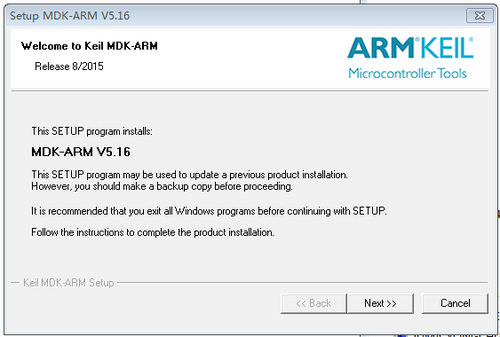 Setup MDK-ARM V5.16
Welcome to Keil MDK-ARM
Release 8/2015
ARM®KEIL®
Microcontroller Tools
This SETUP program installs:
MDK-ARM V5.16
This SETUP program may be used to update a previous product installation.
However, you should make a backup copy before proceeding.
It is recommended that you exit all Windows programs before continuing with SETUP.
Follow the instructions to complete the product installation.
Keil MDK-ARM Setup
<< Back
Next >>
Cancel